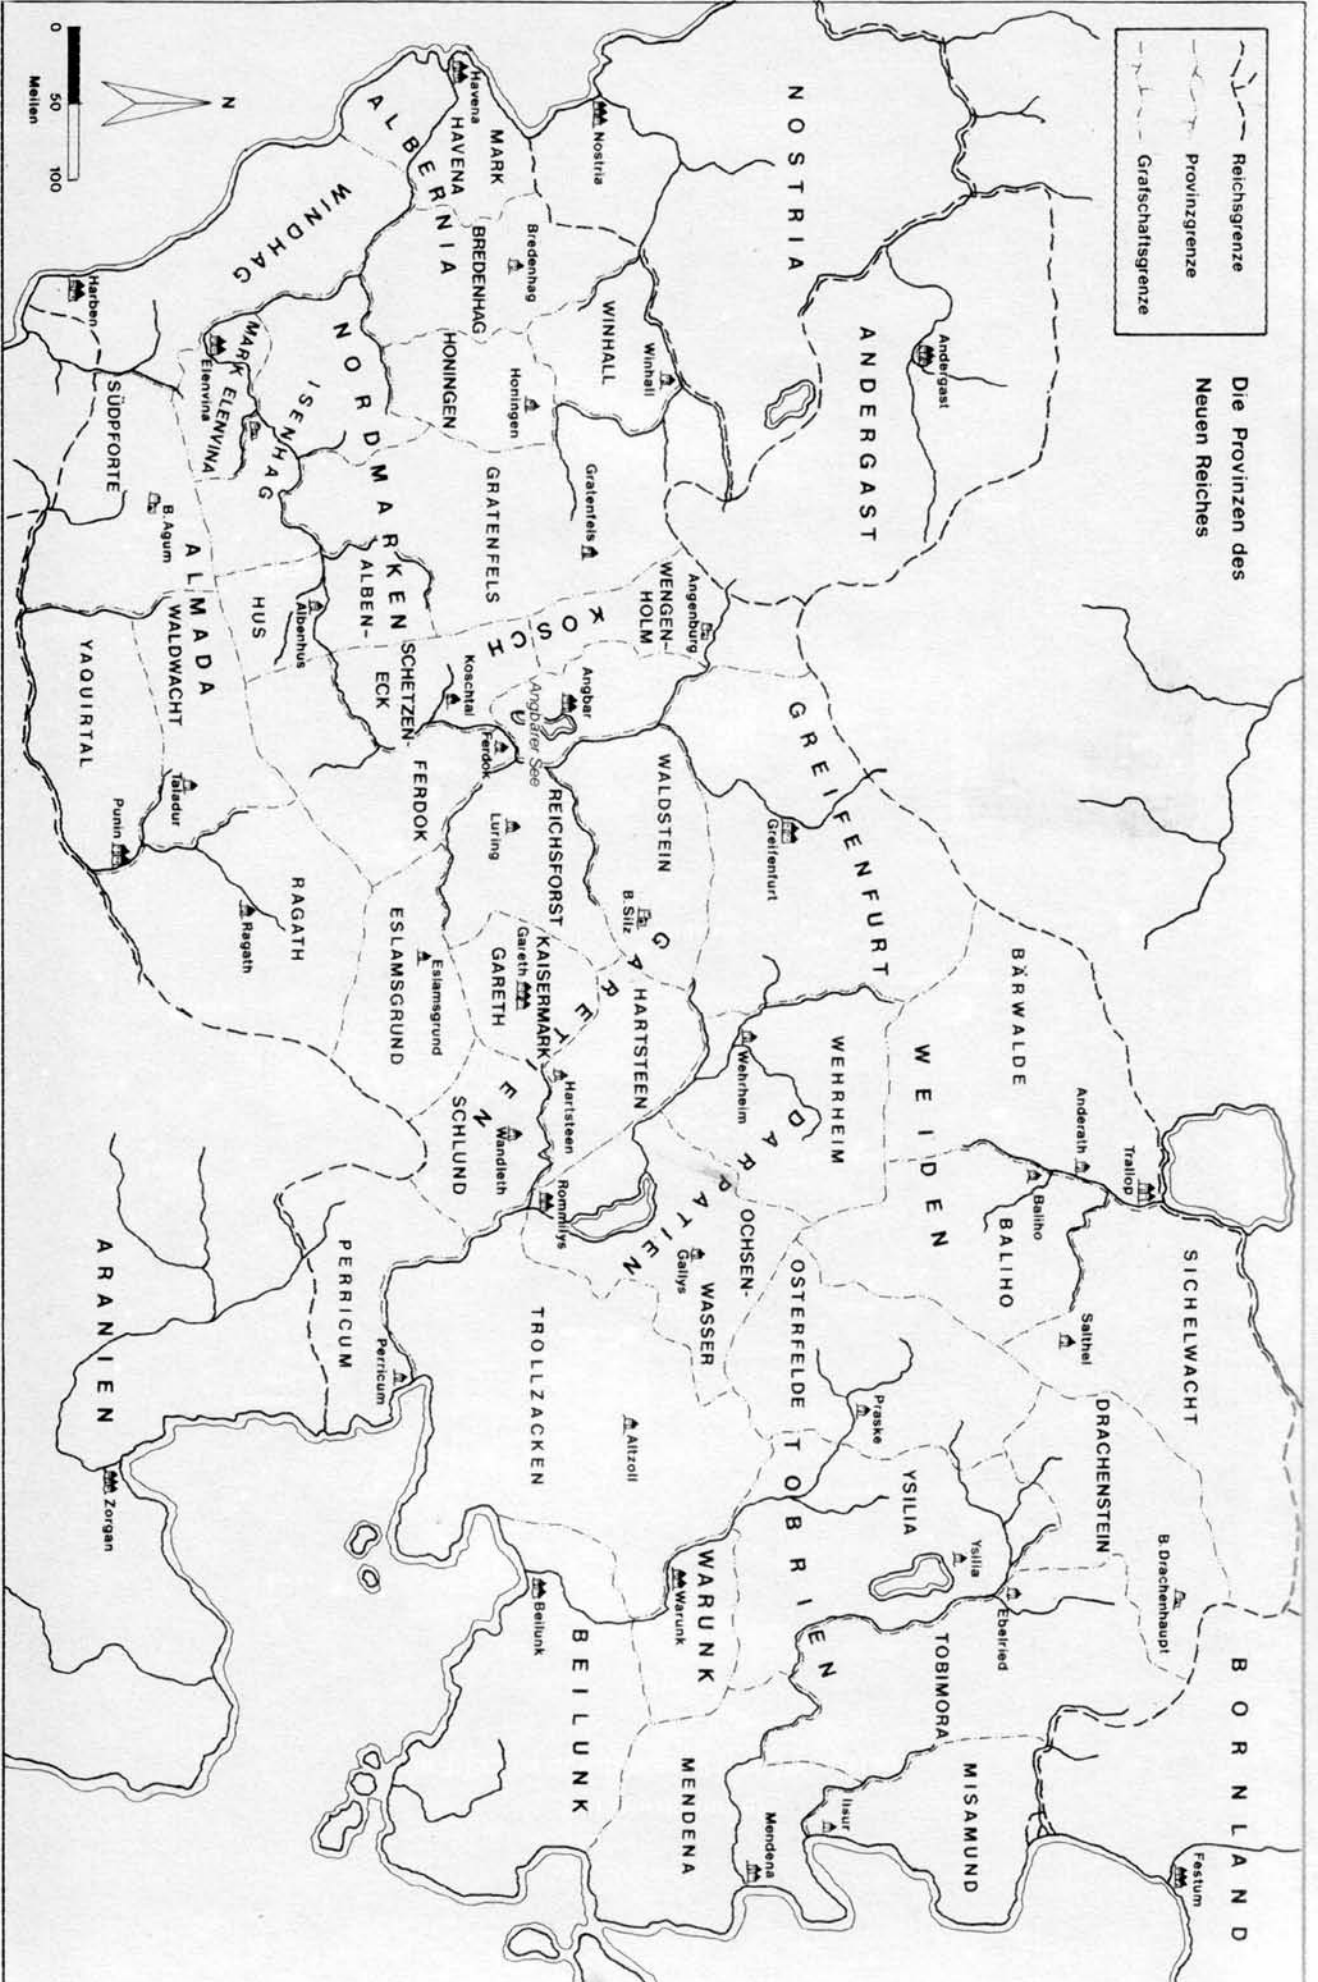 Die Provinzen des
Neuen Reiches
Reichsgrenze
Provinzgrenze
Grafschaftsgrenze
N
0 50 100
Meilen
NOSTRIA
ANDERGAST
Andergast
Nostria
BORNLAND
Festum
SICHELWACHT
Trallop
Anderath
BÄRWALDE
WEIDEN
Baliho
BALIHO
Salthel
DRACHENSTEIN
B. Drachenhaupt
GREIFENFURT
Greifenfurt
WEHRHEIM
Wehrheim
DARPATIEN
OCHSEN-
WASSER
Gallys
Rommilys
TROLLZACKEN
Altzoll
OSTERFELDE
Praske
YSILIA
Ysilia
Ebelried
TOBRIEN
TOBIMORA
MISAMUND
Ilsur
Mendena
MENDENA
WARUNK
Warunk
BEILUNK
Beilunk
MARK
HAVENA
Havena
ALBERNIA
BREDENHAG
Bredenhag
WINHALL
Winhall
HONINGEN
Honingen
WINDHAG
Harben
NORDMARKEN
ISENHAG
MARK ELENVINA
Elenvina
GRATENFELS
Gratenfels
ALBEN-
HUS
Albenhus
KOSCH
WENGEN-
HOLM
Angenburg
Angbar
Angbarer See
Koschtal
SCHETZEN-
ECK
FERDOK
Ferdok
GARETIEN
WALDSTEIN
B. Silz
REICHSFORST
Luring
HARTSTEEN
Hartsteen
KAISERMARK
GARETH
Gareth
ESLAMSGRUND
Eslamsgrund
SCHLUND
Wandleth
ALMADA
SÜDPFORTE
B. Agum
WALDWACHT
Taladur
YAQUIRTAL
Punin
RAGATH
Ragath
PERRICUM
Perricum
ARANIEN
Zorgan